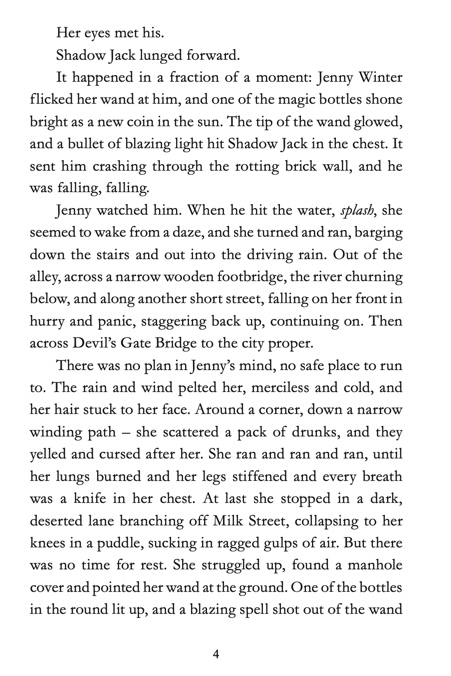 Her eyes met his.
Shadow Jack lunged forward.
It happened in a fraction of a moment: Jenny Winter
flicked her wand at him, and one of the magic bottles shone
bright as a new coin in the sun. The tip of the wand glowed,
and a bullet of blazing light hit Shadow Jack in the chest. It
sent him crashing through the rotting brick wall, and he
was falling, falling.
Jenny watched him. When he hit the water, splash, she
seemed to wake from a daze, and she turned and ran, barging
down the stairs and out into the driving rain. Out of the
alley, across a narrow wooden footbridge, the river churning
below, and along another short street, falling on her front in
hurry and panic, staggering back up, continuing on. Then
across Devil’s Gate Bridge to the city proper.
There was no plan in Jenny’s mind, no safe place to run
to. The rain and wind pelted her, merciless and cold, and
her hair stuck to her face. Around a corner, down a narrow
winding path – she scattered a pack of drunks, and they
yelled and cursed after her. She ran and ran and ran, until
her lungs burned and her legs stiffened and every breath
was a knife in her chest. At last she stopped in a dark,
deserted lane branching off Milk Street, collapsing to her
knees in a puddle, sucking in ragged gulps of air. But there
was no time for rest. She struggled up, found a manhole
cover and pointed her wand at the ground. One of the bottles
in the round lit up, and a blazing spell shot out of the wand
4